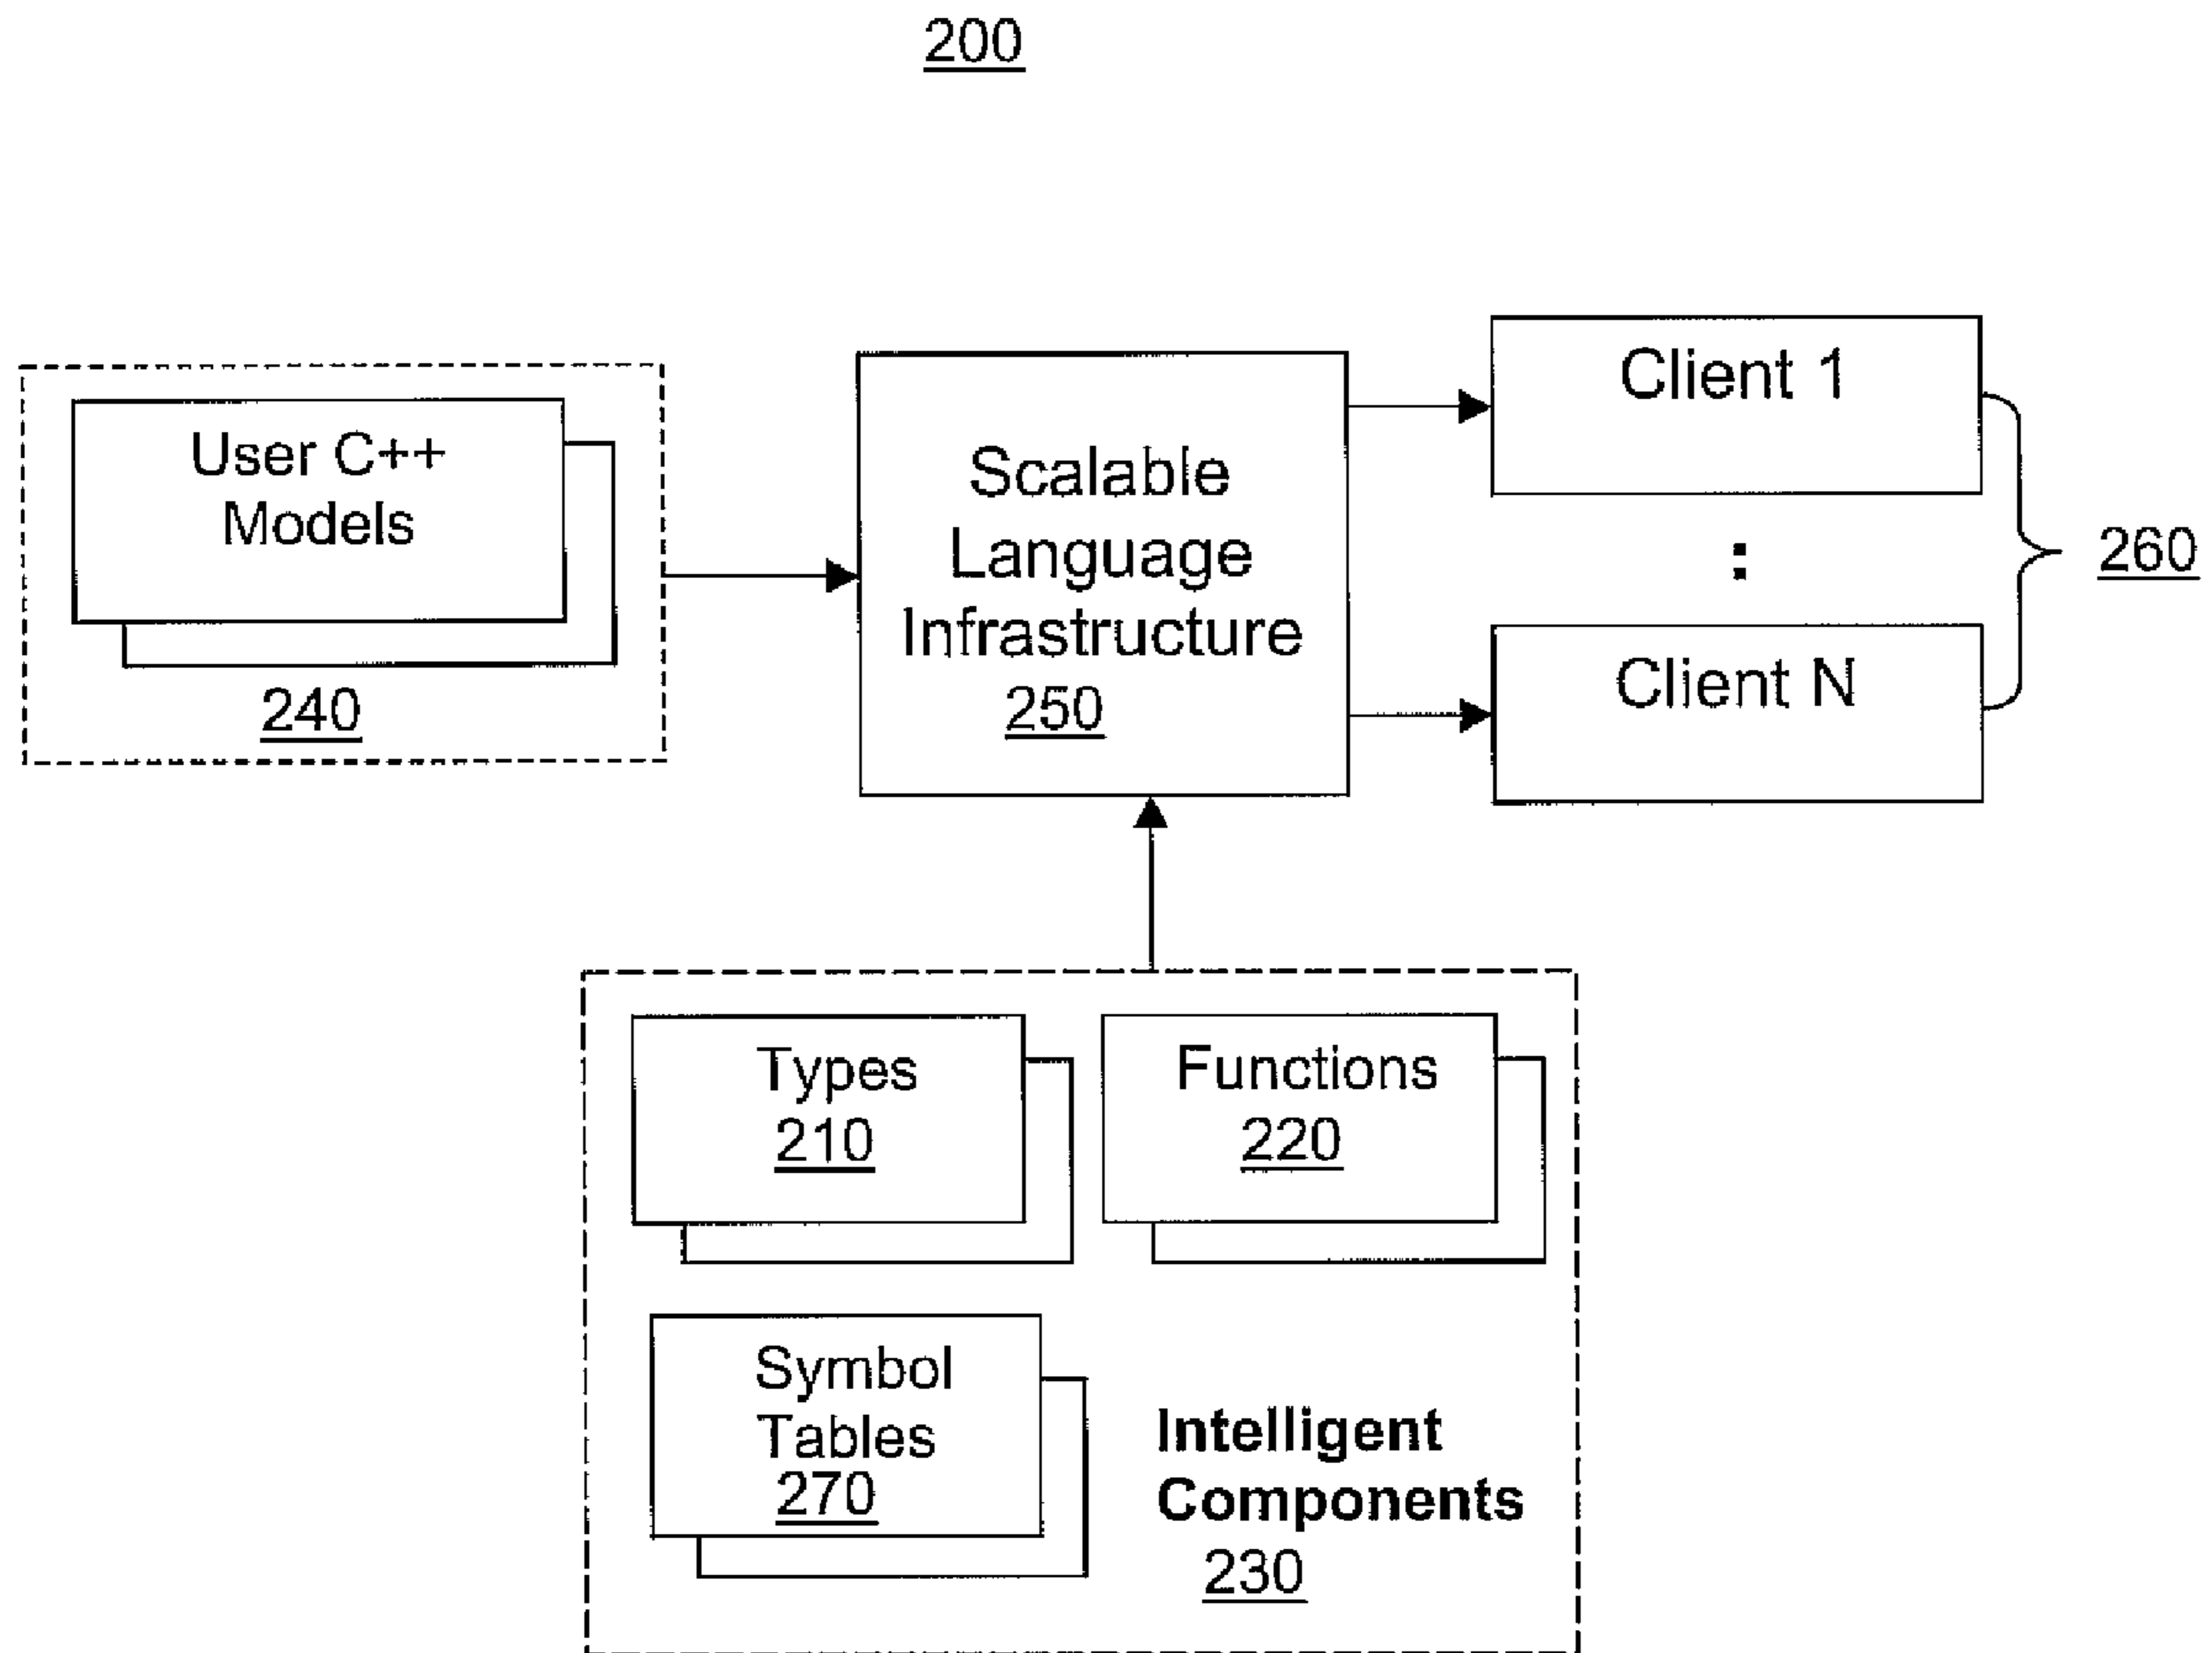 200
User C++
Models
240
Scalable
Language
Infrastructure
250
Client 1
:
Client N
260
Types
210
Functions
220
Symbol
Tables
270
Intelligent
Components
230